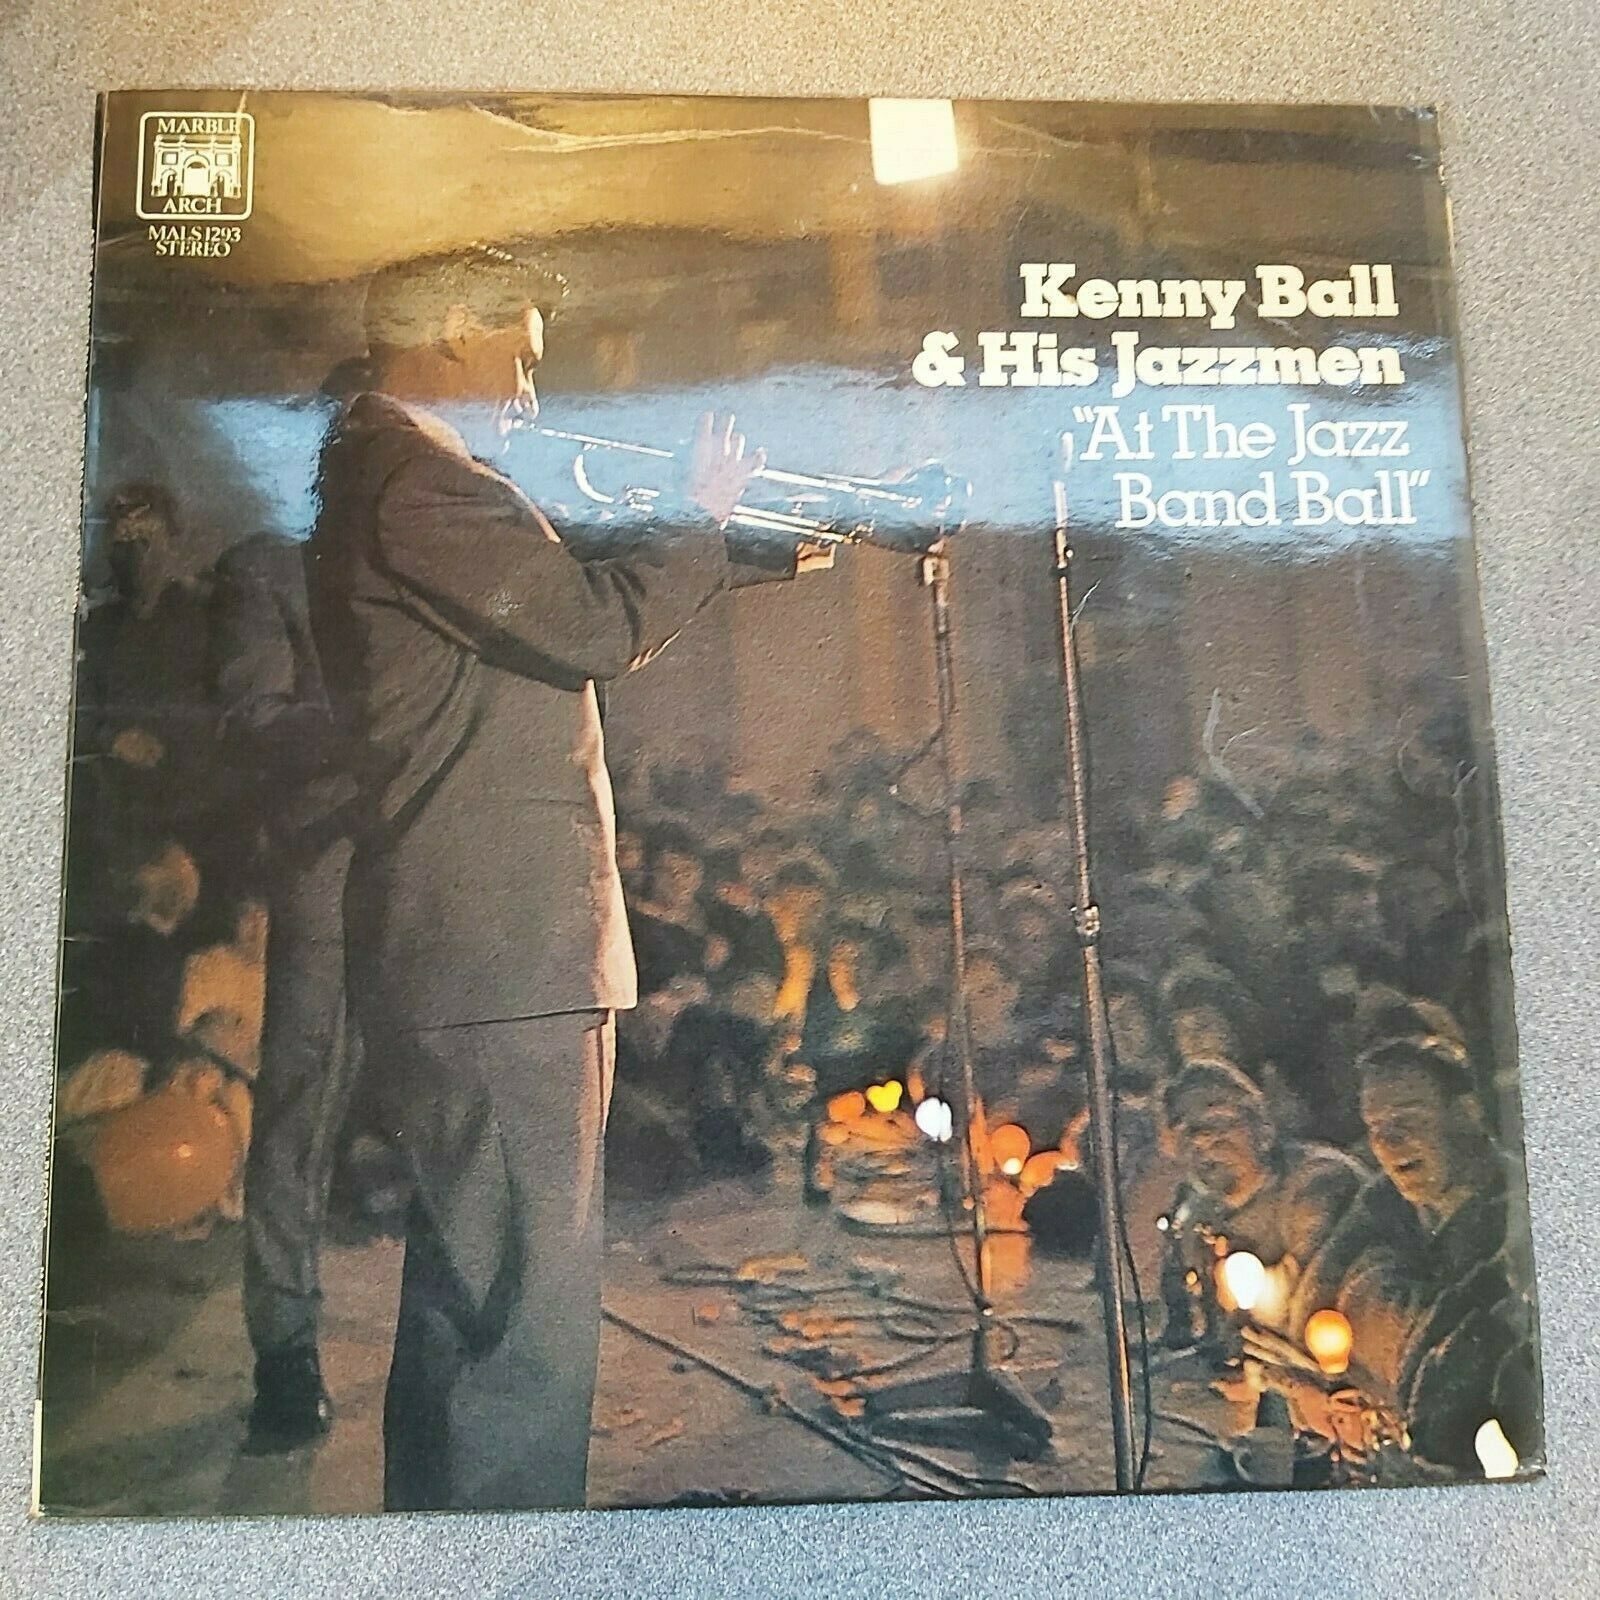 MARBLE
ARCH
MALS 1293
STEREO
Kenny Ball
& His Jazzmen
"At The Jazz
Band Ball"